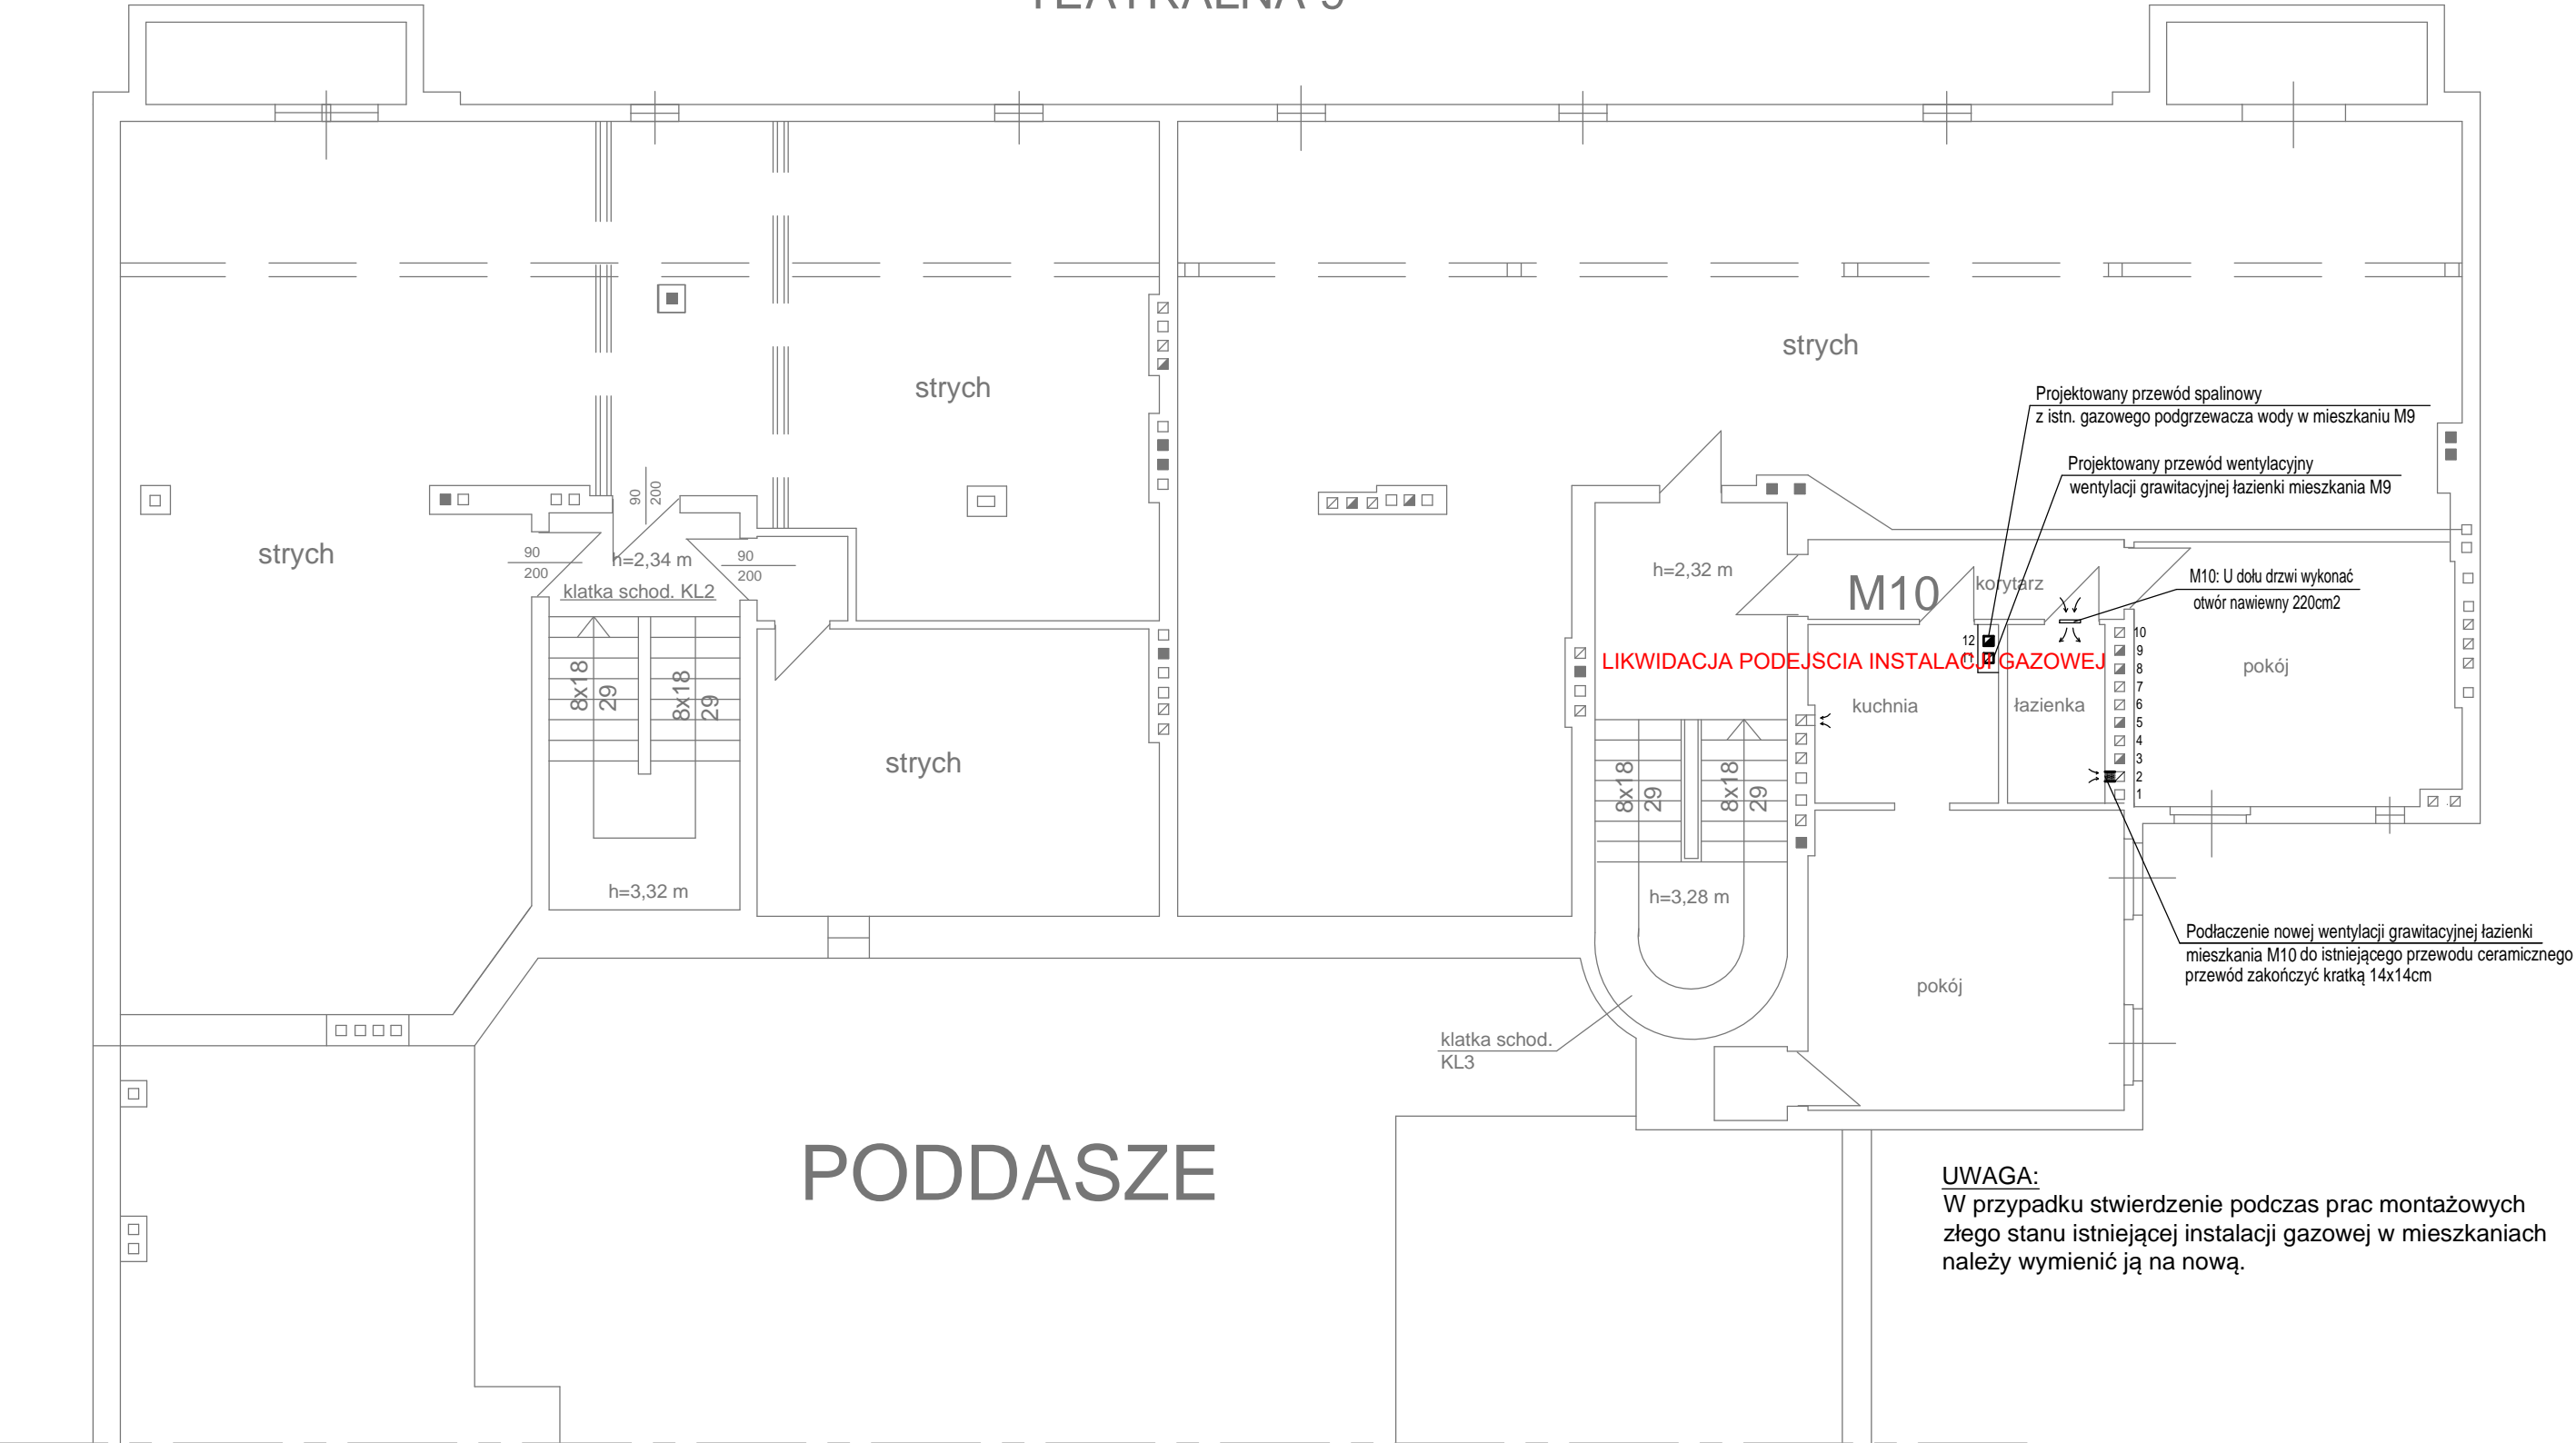 TEATRALNA 9
strych
strych
Projektowany przewód spalinowy
z istn. gazowego podgrzewacza wody w mieszkaniu M9
Projektowany przewód wentylacyjny
wentylacji grawitacyjnej łazienki mieszkania M9
90
200
strych
90
200
h=2,34 m
90
200
klatka schod. KL2
h=2,32 m
M10
korytarz
M10: U dołu drzwi wykonać
otwór nawiewny 220cm2
12
11
LIKWIDACJA PODEJSCIA INSTALACJI GAZOWEJ
10
9
8
7
6
5
4
3
2
1
pokój
8x18
29
8x18
29
kuchnia
łazienka
strych
8x18
29
8x18
29
h=3,32 m
h=3,28 m
Podłaczenie nowej wentylacji grawitacyjnej łazienki
mieszkania M10 do istniejącego przewodu ceramicznego
przewód zakończyć kratką 14x14cm
pokój
klatka schod.
KL3
PODDASZE
UWAGA:
W przypadku stwierdzenie podczas prac montażowych
złego stanu istniejącej instalacji gazowej w mieszkaniach
należy wymienić ją na nową.